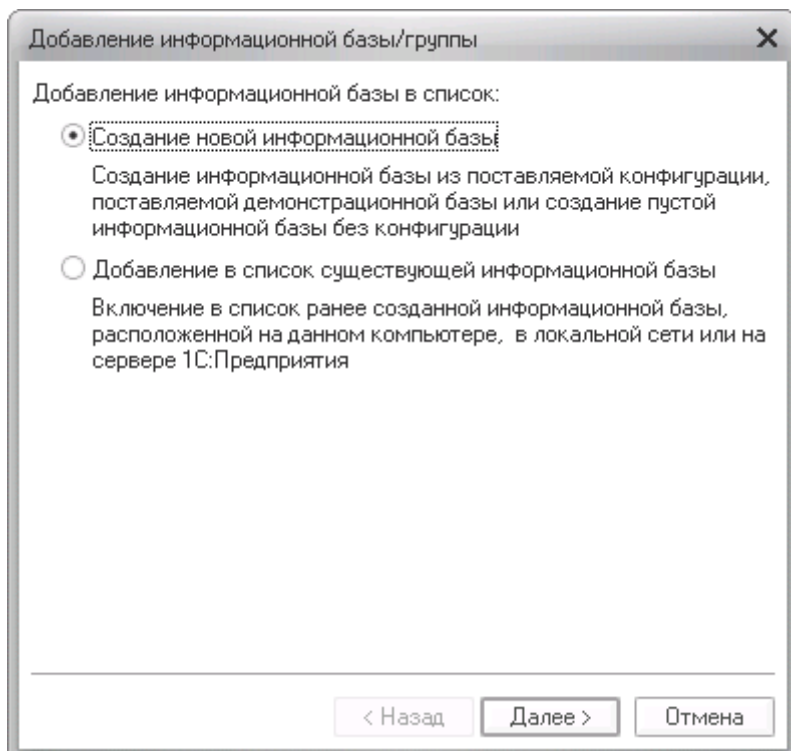 Добавление информационной базы/группы
Добавление информационной базы в список:
Создание новой информационной базы
Создание информационной базы из поставляемой конфигурации,
поставляемой демонстрационной базы или создание пустой
информационной базы без конфигурации
Добавление в список существующей информационной базы
Включение в список ранее созданной информационной базы,
расположенной на данном компьютере, в локальной сети или на
сервере 1С:Предприятия
< Назад Далее > Отмена